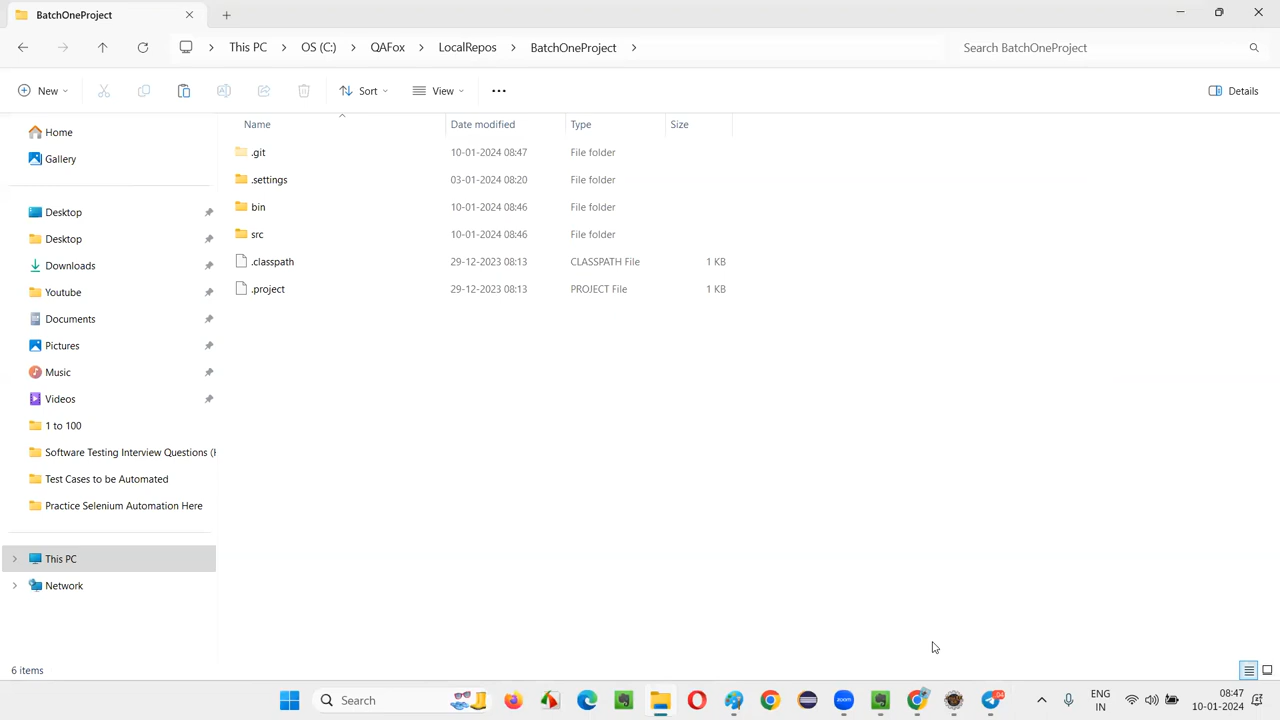 BatchOneProject
This PC
OS (C:)
QAFox
LocalRepos
BatchOneProject
Search BatchOneProject
New
Sort
View
Details
Home
Gallery
Desktop
Desktop
Downloads
Youtube
Documents
Pictures
Music
Videos
1 to 100
Software Testing Interview Questions (
Test Cases to be Automated
Practice Selenium Automation Here
This PC
Network
Name Date modified Type Size
.git 10-01-2024 08:47 File folder
.settings 03-01-2024 08:20 File folder
bin 10-01-2024 08:46 File folder
src 10-01-2024 08:46 File folder
.classpath 29-12-2023 08:13 CLASSPATH File 1 KB
.project 29-12-2023 08:13 PROJECT File 1 KB
6 items
Search
zoom
04
ENG
IN
08:47
10-01-2024